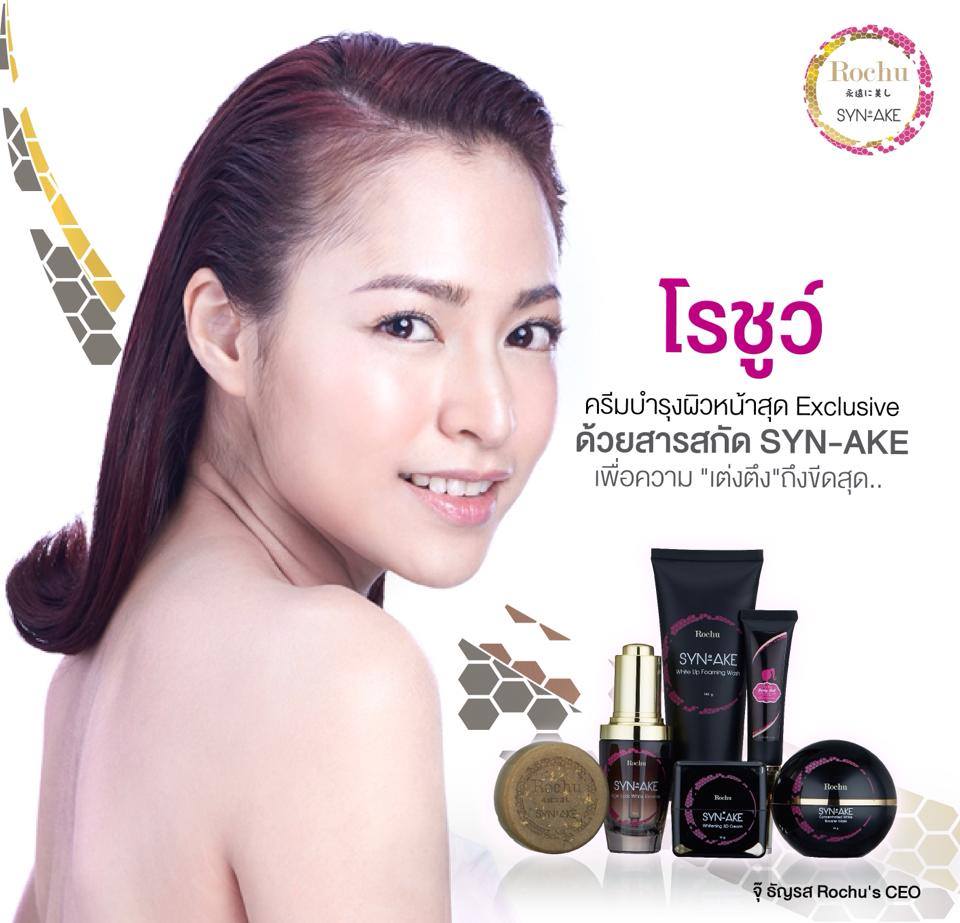 Rochu
永遠に美し
SYN-AKE
โรชูว์
ครีมบำรุงผิวหน้าสุด Exclusive
ด้วยสารสกัด SYN-AKE
เพื่อความ "เต่งตึง"ถึงขีดสุด..
Rochu
SYN-AKE
White Up Foaming Wash
Rochu
SYN-AKE
Rochu
SYN-AKE
Rochu
SYN-AKE
Whitening 3D Cream
Rochu
SYN-AKE
Concentrated White
Booster Mask
จุ๊ ธัญรส Rochu's CEO